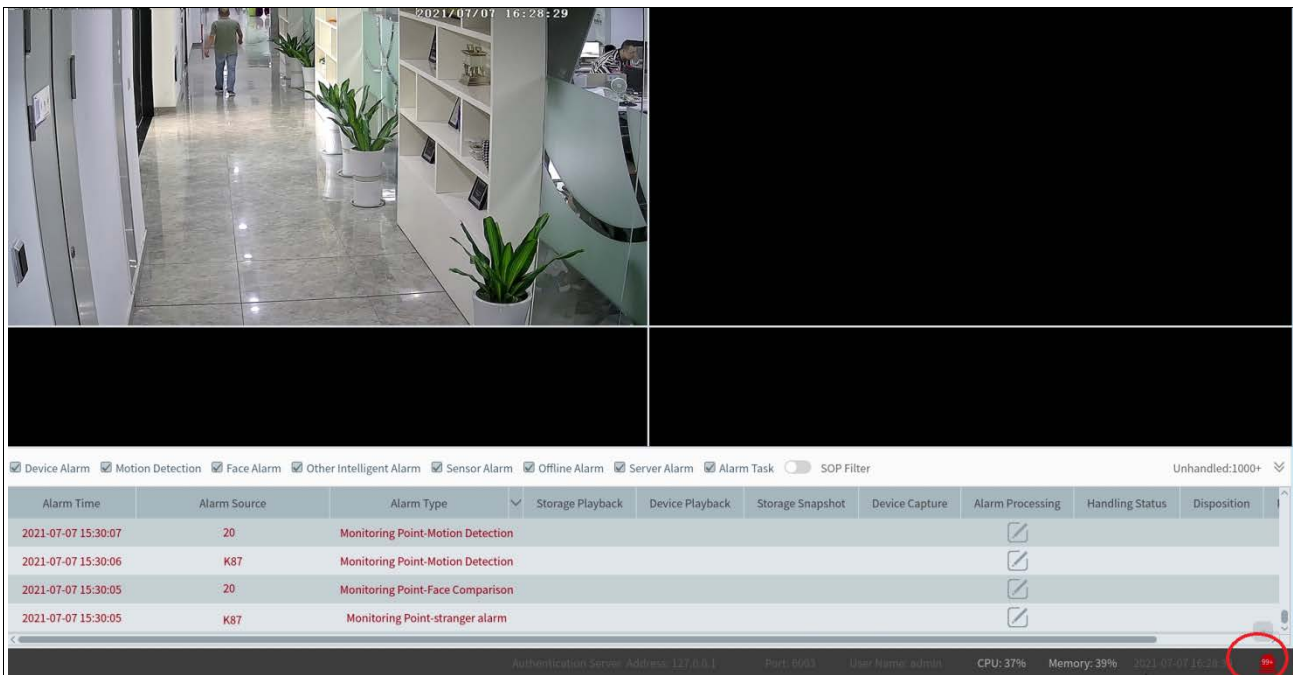 2021/07/07 16:28:29
Device Alarm Motion Detection Face Alarm Other Intelligent Alarm Sensor Alarm Offline Alarm Server Alarm Alarm Task SOP Filter Unhandled:1000+
Alarm Time Alarm Source Alarm Type Storage Playback Device Playback Storage Snapshot Device Capture Alarm Processing Handling Status Disposition
2021-07-07 15:30:07 20 Monitoring Point-Motion Detection
2021-07-07 15:30:06 K87 Monitoring Point-Motion Detection
2021-07-07 15:30:05 20 Monitoring Point-Face Comparison
2021-07-07 15:30:05 K87 Monitoring Point-stranger alarm
Authentication Server Address: 127.0.0.1 Port: 6003 User Name: admin CPU: 37% Memory: 39% 2021-07-07 99+